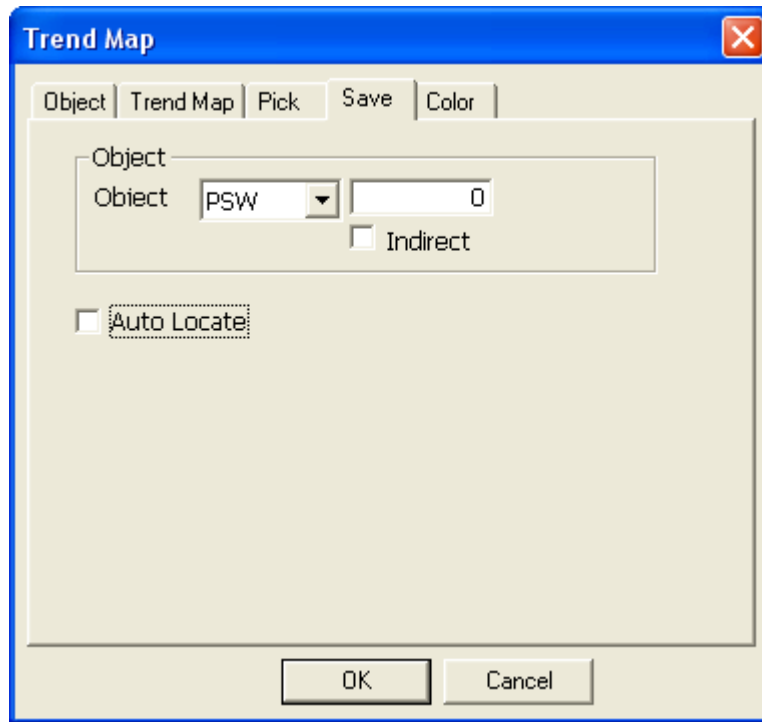 Trend Map
Object Trend Map Pick Save Color
Object
Obiect PSW 0
Indirect
Auto Locate
OK Cancel